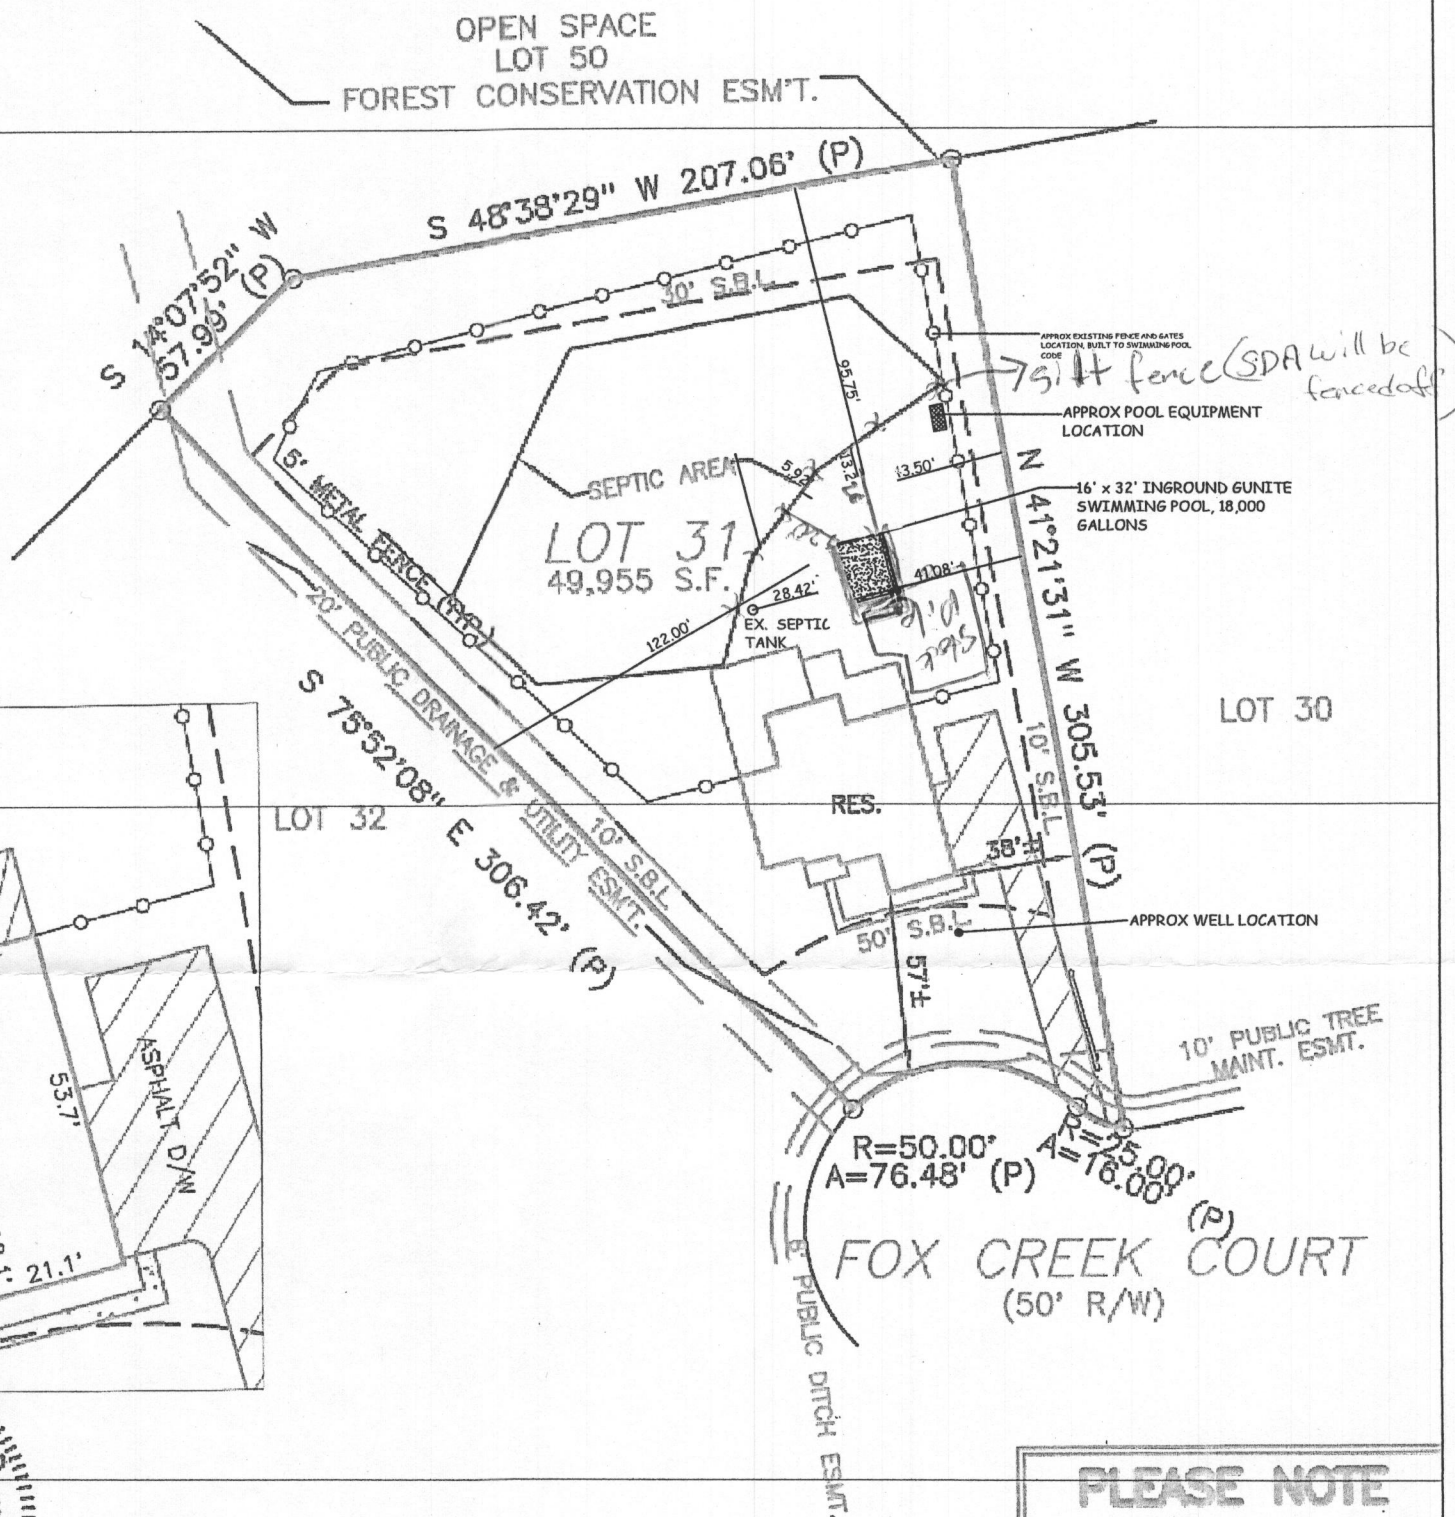 OPEN SPACE
LOT 50
FOREST CONSERVATION ESM'T.
S 48°38'29" W 207.06' (P)
S 14°07'52" W
57.99' (P)
30' S.B.L.
APPROX EXISTING FENCE AND GATES
LOCATION, BUILT TO SWIMMING POOL
CODE
silt fence (SDA will be
fenced off)
95.75'
APPROX POOL EQUIPMENT
LOCATION
SEPTIC AREA
5.92'
13.50'
N 41°21'31" W 305.53' (P)
16' x 32' INGROUND GUNITE
SWIMMING POOL, 18,000
GALLONS
5' METAL FENCE (TYP.)
LOT 31
49,955 S.F.
20'
41.08'
28.42'
EX. SEPTIC
TANK
122.00'
stock
pile
20' PUBLIC DRAINAGE & UTILITY ESM'T.
S 75°52'08" E 306.42' (P)
LOT 30
10' S.B.L.
LOT 32
RES.
10' S.B.L.
38'±
50' S.B.L.
APPROX WELL LOCATION
57'±
10' PUBLIC TREE
MAINT. ESMT.
53.7'
ASPHALT D/W
21.1'
R=50.00'
A=76.48' (P)
R=25.00'
A=16.00' (P)
FOX CREEK COURT
(50' R/W)
PUBLIC DITCH ESMT.
PLEASE NOTE